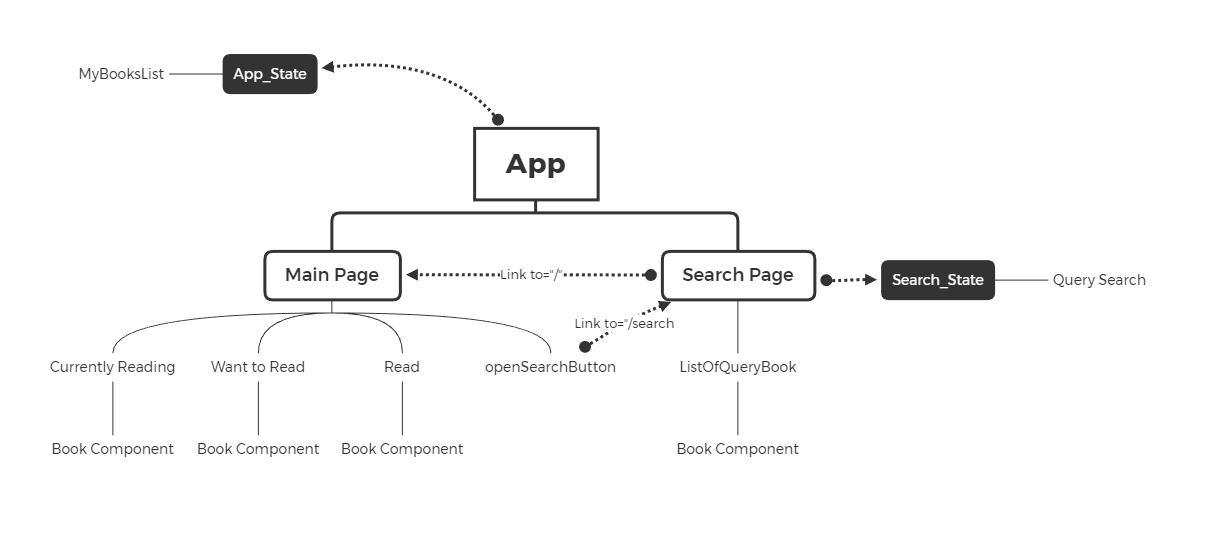 MyBooksList
App_State
App
Main Page
Link to="/"
Search Page
Search_State
Query Search
Link to="/search
Currently Reading
Want to Read
Read
openSearchButton
ListOfQueryBook
Book Component
Book Component
Book Component
Book Component